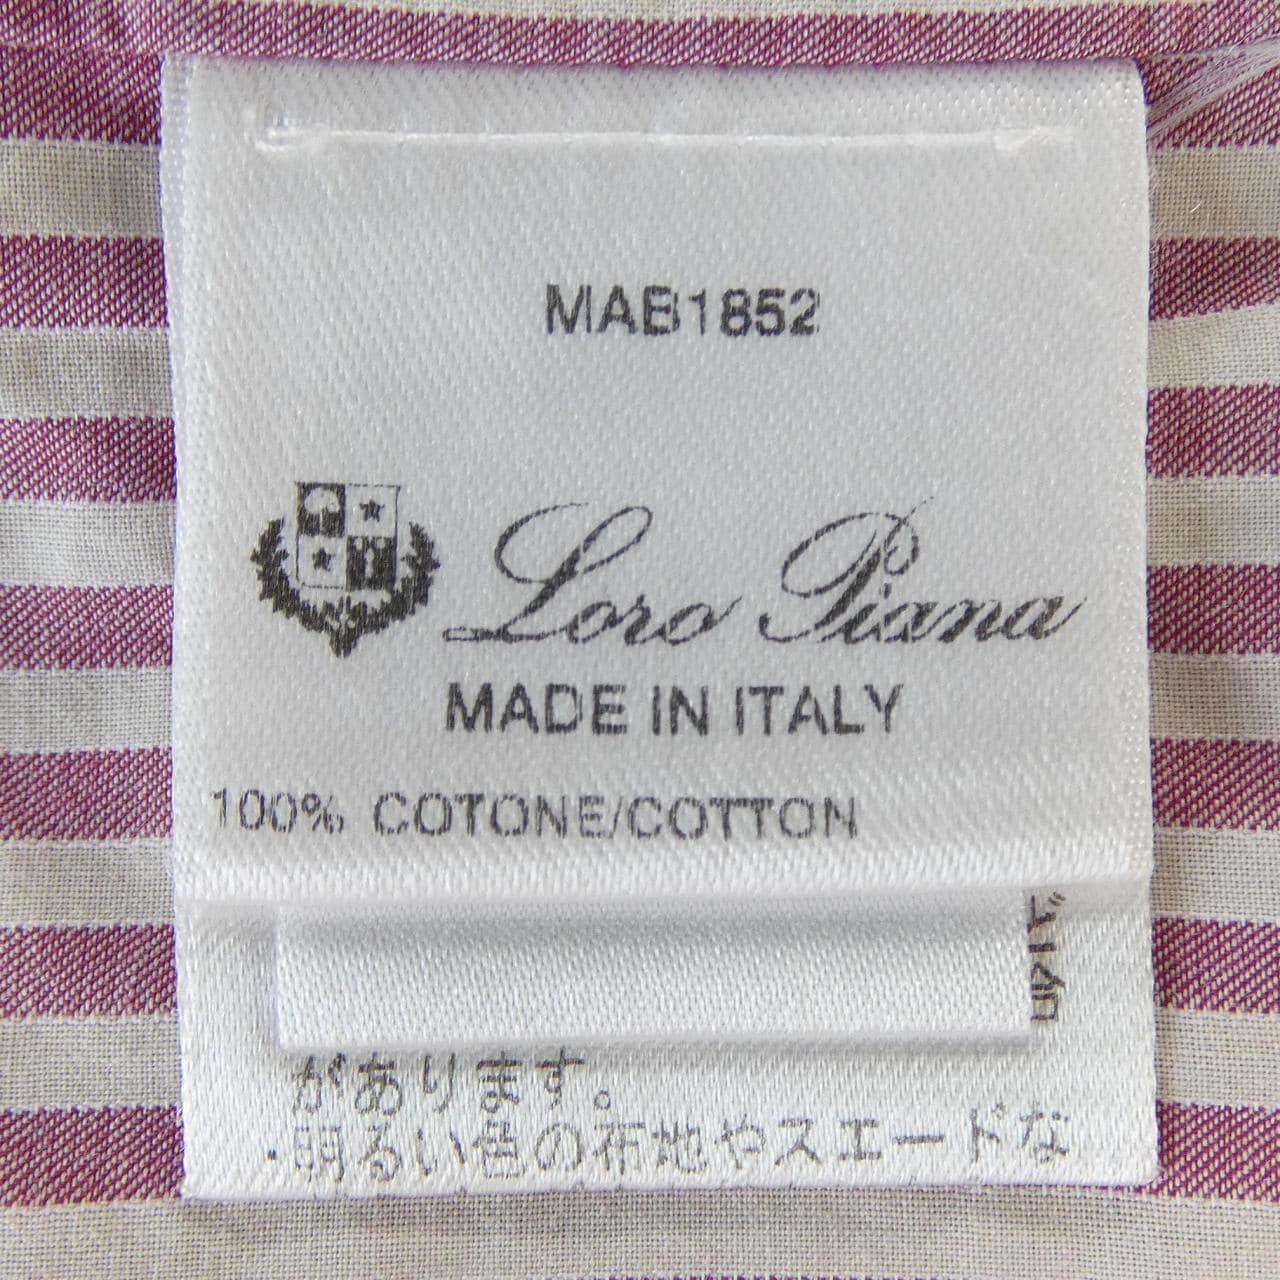 MAB1852
Loro Piana
MADE IN ITALY
100% COTONE/COTTON
があります。
・明るい色の布地やスエードな